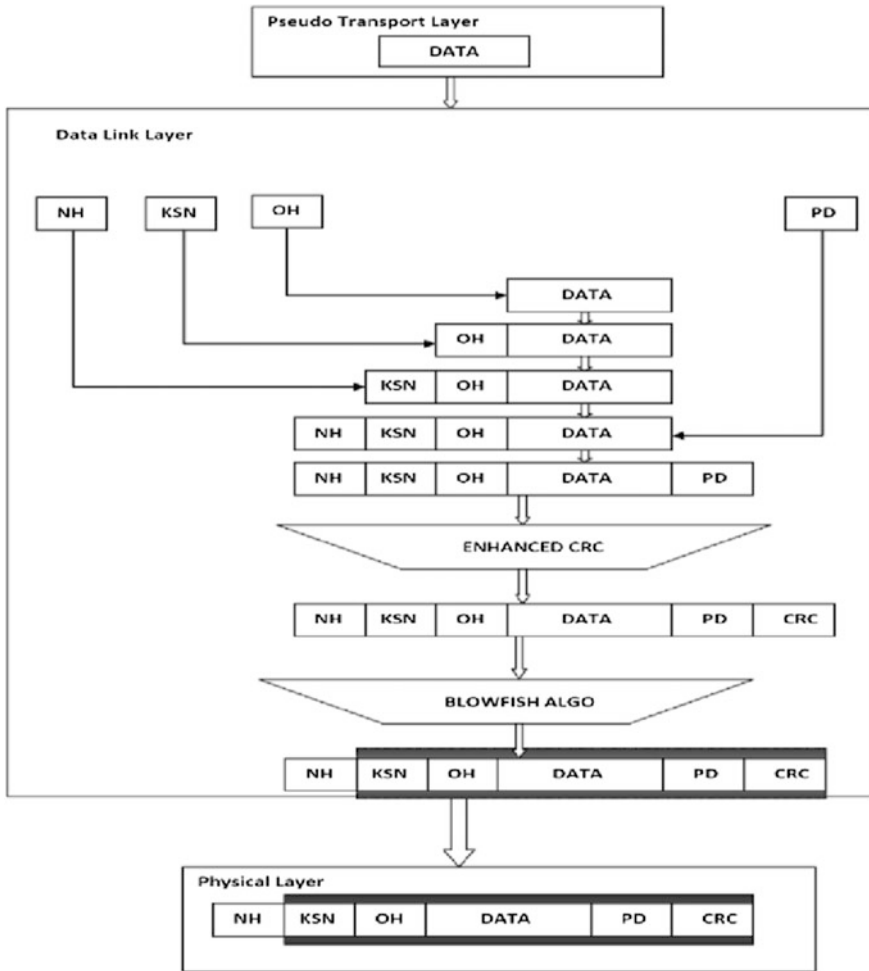 Pseudo Transport Layer
DATA
Data Link Layer
NH KSN OH PD
DATA
OH DATA
KSN OH DATA
NH KSN OH DATA
NH KSN OH DATA PD
ENHANCED CRC
NH KSN OH DATA PD CRC
BLOWFISH ALGO
NH KSN OH DATA PD CRC
Physical Layer
NH KSN OH DATA PD CRC